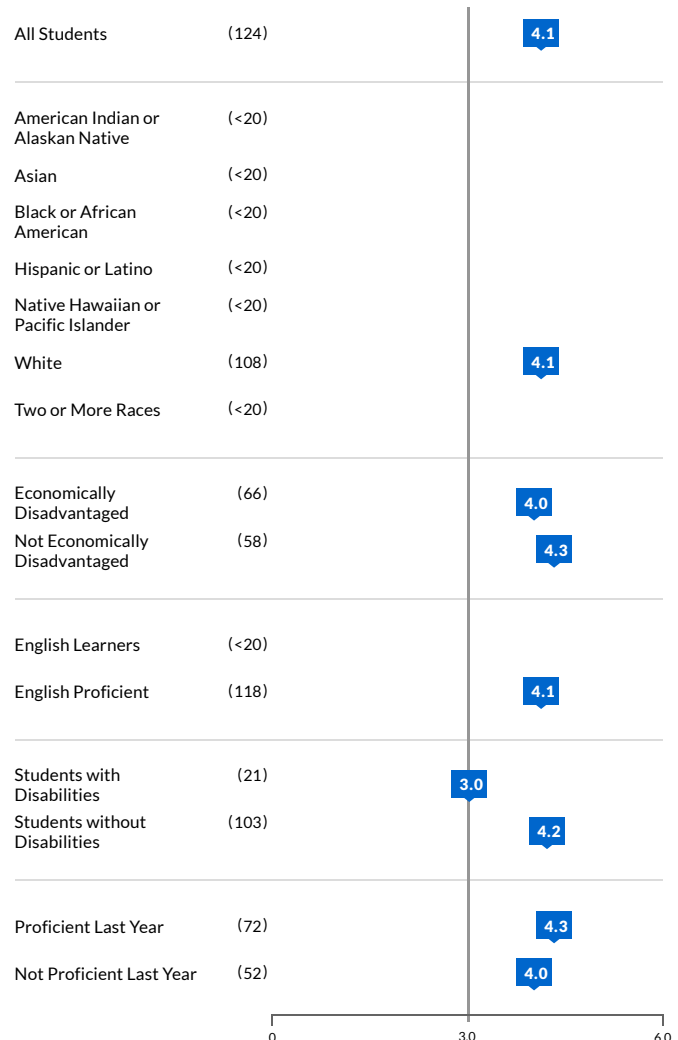 All Students (124) 4.1
American Indian or (<20)
Alaskan Native
Asian (<20)
Black or African (<20)
American
Hispanic or Latino (<20)
Native Hawaiian or (<20)
Pacific Islander
White (108) 4.1
Two or More Races (<20)
Economically (66) 4.0
Disadvantaged
Not Economically (58) 4.3
Disadvantaged
English Learners (<20)
English Proficient (118) 4.1
Students with (21) 3.0
Disabilities
Students without (103) 4.2
Disabilities
Proficient Last Year (72) 4.3
Not Proficient Last Year (52) 4.0
0 3.0 6.0